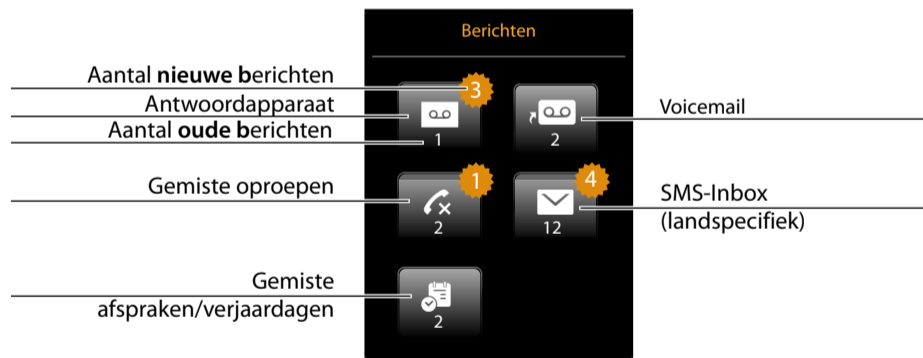 Berichten
Aantal nieuwe berichten
Antwoordapparaat
Aantal oude berichten
3
1
2
Voicemail
Gemiste oproepen
1
2
4
12
SMS-Inbox
(landspecifiek)
Gemiste
afspraken/verjaardagen
2